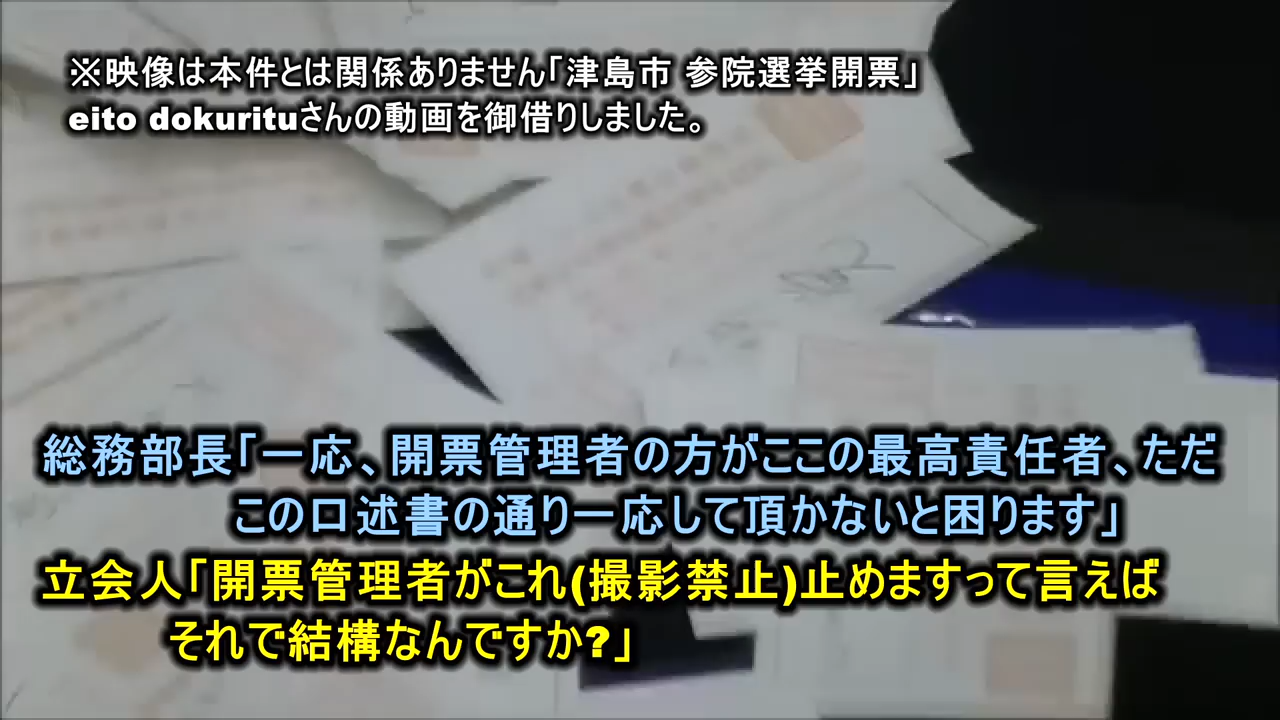 ※映像は本件とは関係ありません「津島市 参院選挙開票」
eito dokurituさんの動画を御借りしました。
総務部長「一応、開票管理者の方がここの最高責任者、ただ
この口述書の通り一応して頂かないと困ります」
立会人「開票管理者がこれ(撮影禁止)止めますって言えば
それで結構なんですか?」